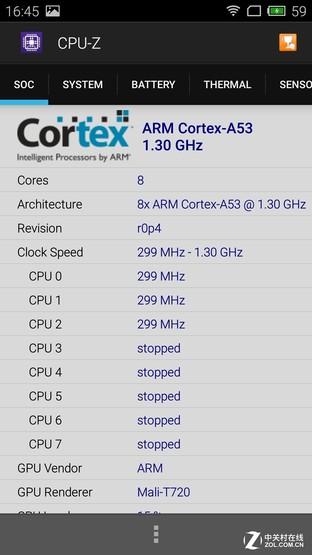 16:45 59
CPU-Z
SOC SYSTEM BATTERY THERMAL SENSO
Cortex
Intelligent Processors by ARM®
ARM Cortex-A53
1.30 GHz
Cores 8
Architecture 8x ARM Cortex-A53 @ 1.30 GHz
Revision r0p4
Clock Speed 299 MHz - 1.30 GHz
CPU 0 299 MHz
CPU 1 299 MHz
CPU 2 299 MHz
CPU 3 stopped
CPU 4 stopped
CPU 5 stopped
CPU 6 stopped
CPU 7 stopped
GPU Vendor ARM
GPU Renderer Mali-T720
Z 中关村在线
ZOL.COM.CN